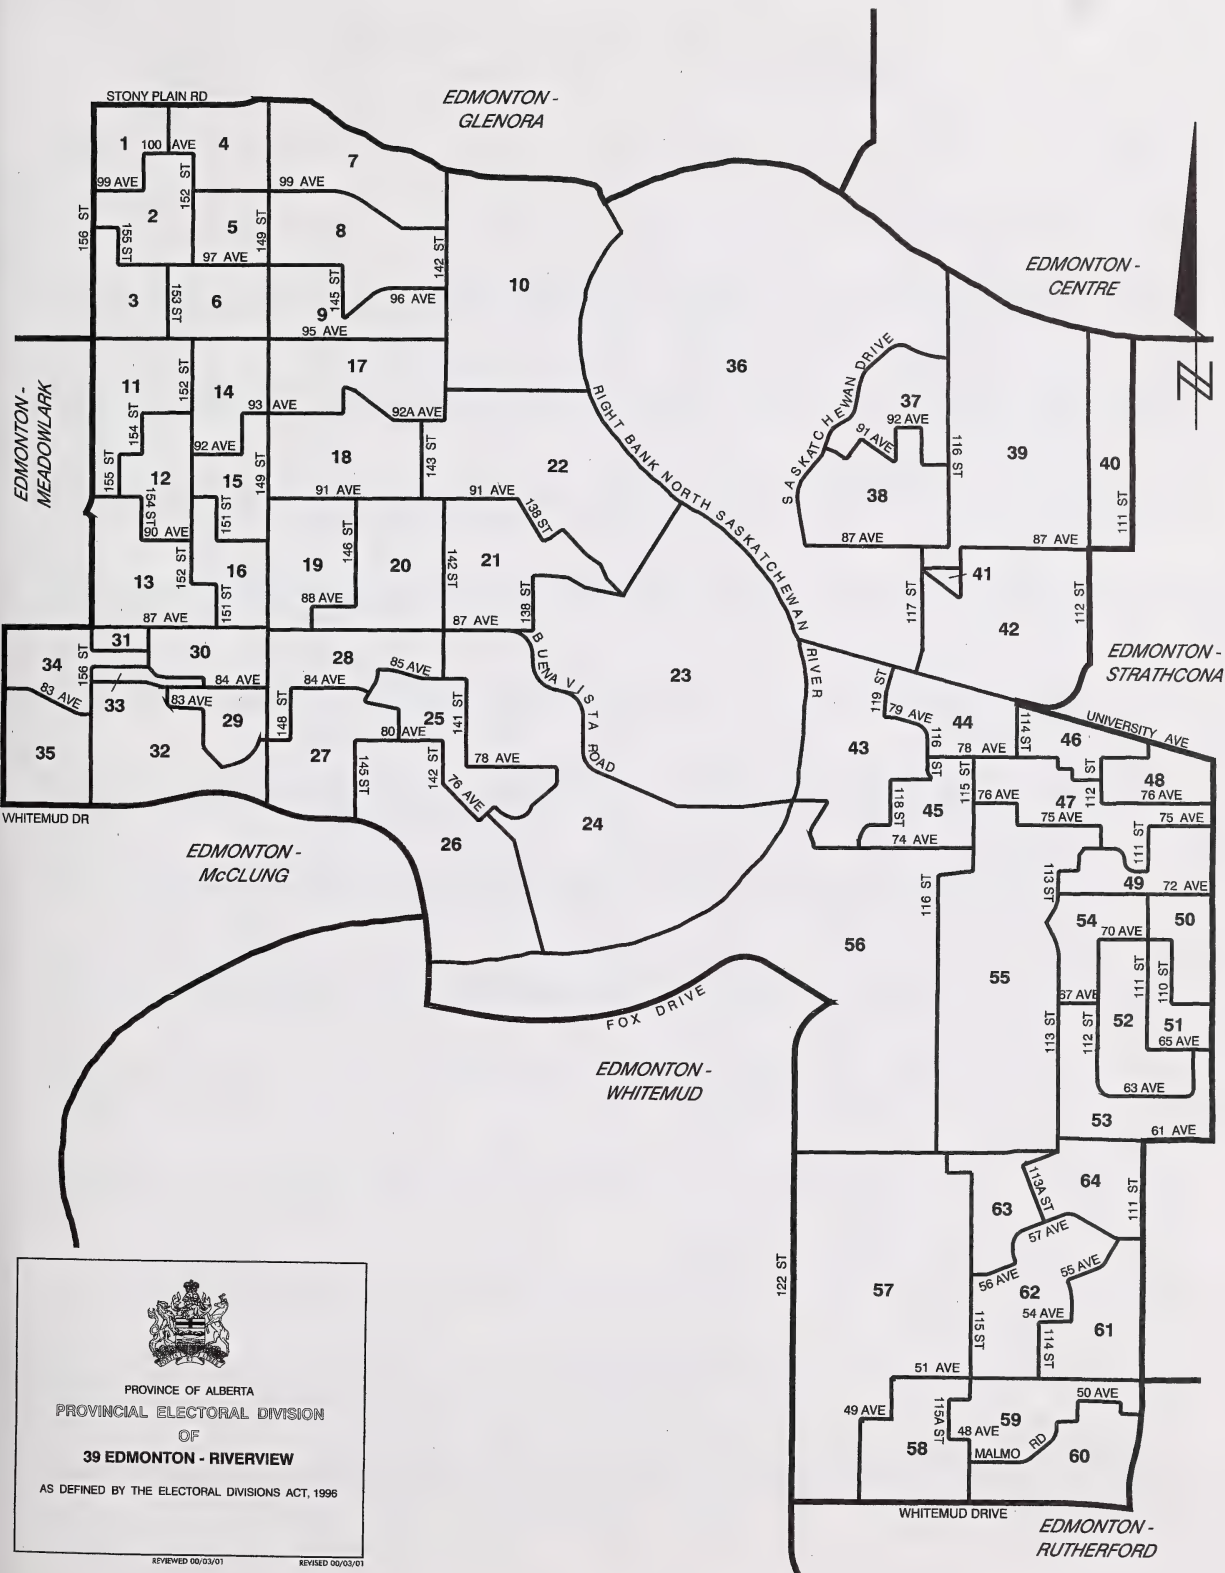 STONY PLAIN RD
EDMONTON -
GLENORA
1
100 AVE
4
7
99 AVE
152 ST
99 AVE
156 ST
2
155 ST
5
149 ST
8
97 AVE
142 ST
10
EDMONTON -
CENTRE
3
153 ST
6
145 ST
96 AVE
9
95 AVE
N
EDMONTON -
MEADOWLARK
11
152 ST
14
17
36
SASKATCHEWAN DRIVE
37
93 AVE
92A AVE
92 AVE
154 ST
92 AVE
91 AVE
116 ST
39
40
155 ST
12
15
149 ST
18
143 ST
22
RIGHT BANK NORTH SASKATCHEWAN RIVER
38
111 ST
154 ST
151 ST
91 AVE
91 AVE
138 ST
90 AVE
146 ST
87 AVE
87 AVE
13
152 ST
16
19
20
142 ST
21
41
151 ST
88 AVE
138 ST
117 ST
112 ST
87 AVE
87 AVE
42
31
30
28
BUENA VISTA ROAD
23
EDMONTON -
STRATHCONA
34
156 ST
85 AVE
119 ST
83 AVE
84 AVE
84 AVE
33
83 AVE
29
148 ST
25
141 ST
79 AVE
44
114 ST
46
UNIVERSITY AVE
35
32
27
80 AVE
43
116 ST
78 AVE
145 ST
142 ST
78 AVE
115 ST
112 ST
48
76 AVE
118 ST
45
76 AVE
47
76 AVE
WHITEMUD DR
24
75 AVE
75 AVE
26
74 AVE
111 ST
EDMONTON -
McCLUNG
116 ST
113 ST
49
72 AVE
54
50
56
70 AVE
55
111 ST
110 ST
FOX DRIVE
67 AVE
113 ST
112 ST
52
51
65 AVE
EDMONTON -
WHITEMUD
63 AVE
53
61 AVE
113A ST
64
111 ST
63
57 AVE
122 ST
57
56 AVE
55 AVE
62
115 ST
54 AVE
114 ST
61
51 AVE
50 AVE
49 AVE
115A ST
59
48 AVE
58
MALMO RD
60
WHITEMUD DRIVE
EDMONTON -
RUTHERFORD
PROVINCE OF ALBERTA
PROVINCIAL ELECTORAL DIVISION
OF
39 EDMONTON - RIVERVIEW
AS DEFINED BY THE ELECTORAL DIVISIONS ACT, 1996
REVIEWED 00/03/01
REVISED 00/03/01